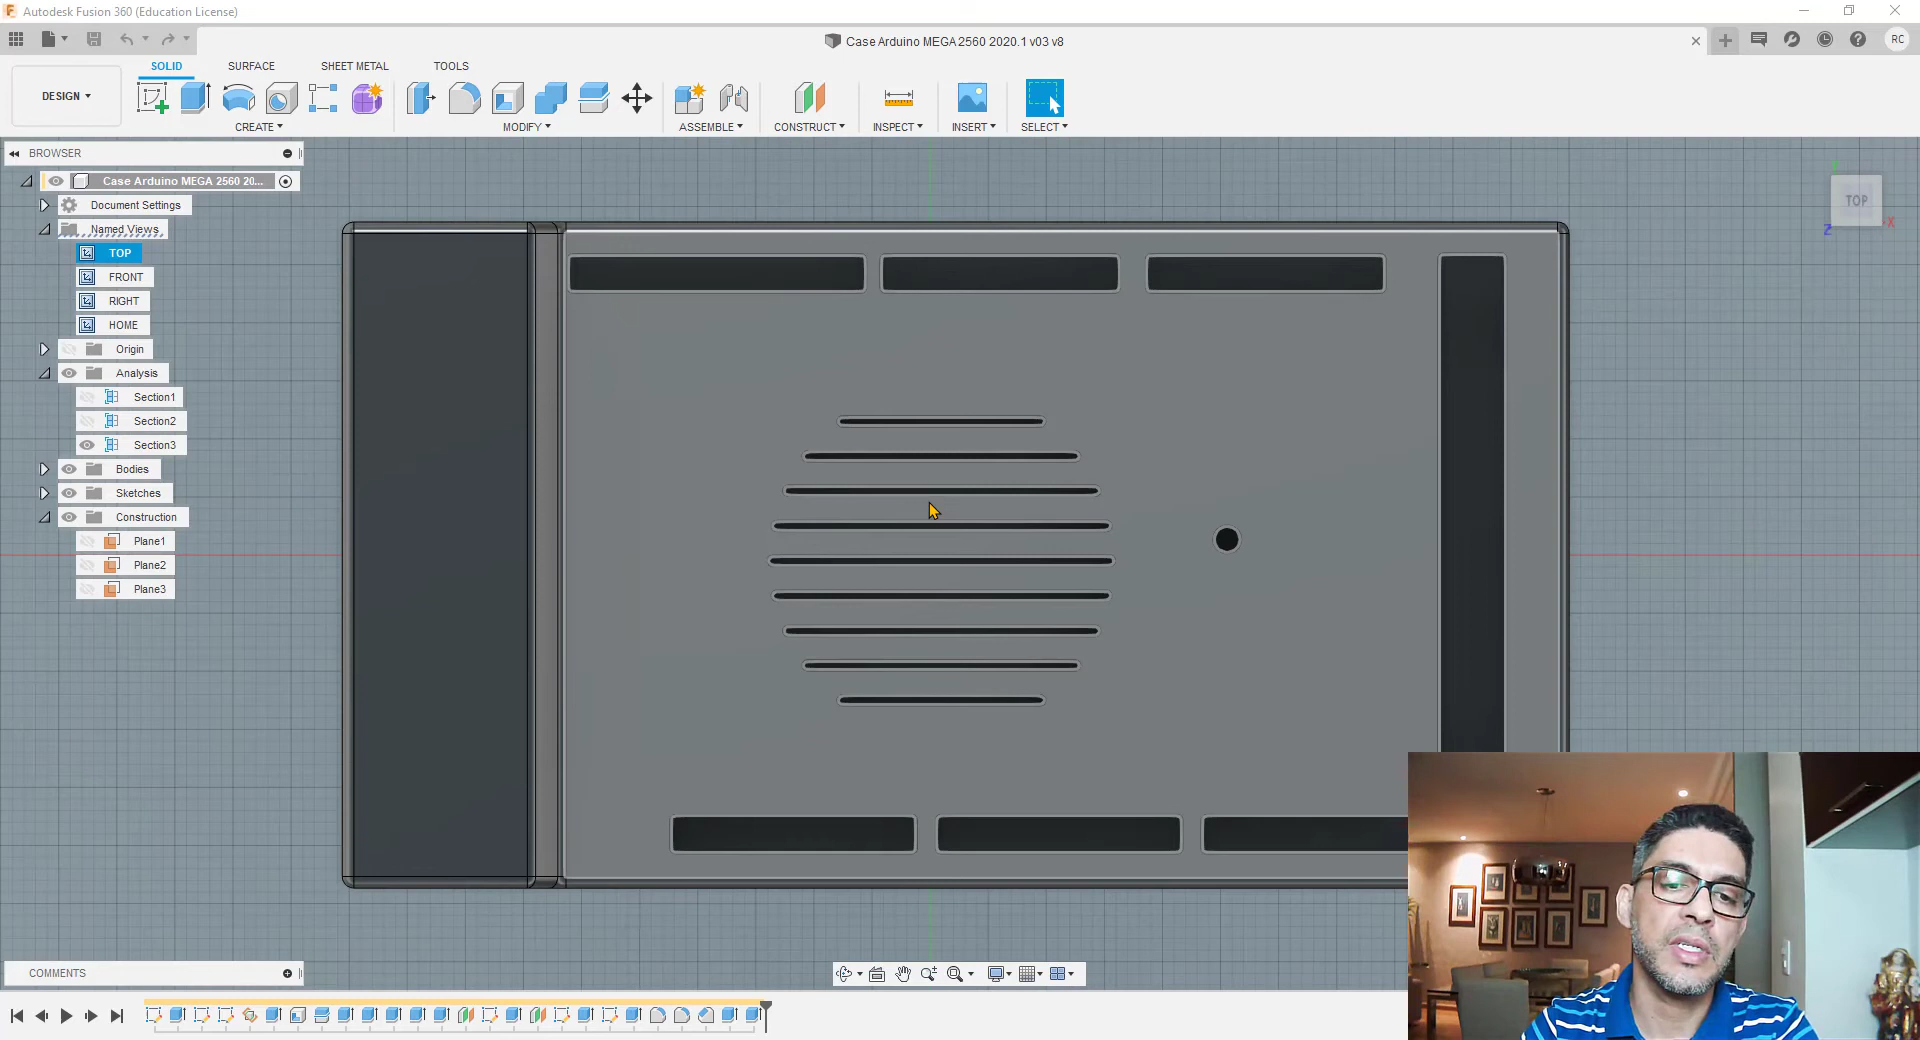 Autodesk Fusion 360 (Education License)
Case Arduino MEGA 2560 2020.1 v03 v8
RC
SOLID
SURFACE
SHEET METAL
TOOLS
DESIGN
CREATE
MODIFY
ASSEMBLE
CONSTRUCT
INSPECT
INSERT
SELECT
BROWSER
Case Arduino MEGA 2560 20...
Document Settings
Named Views
TOP
FRONT
RIGHT
HOME
Origin
Analysis
Section1
Section2
Section3
Bodies
Sketches
Construction
Plane1
Plane2
Plane3
TOP
X
Z
COMMENTS